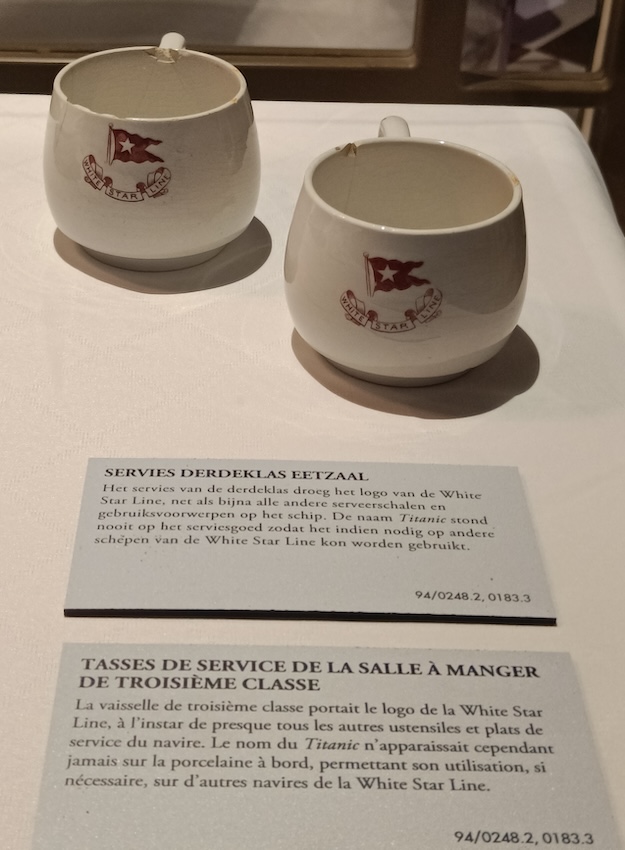 WHITE STAR LINE
WHITE STAR LINE
SERVIES DERDEKLAS EETZAAL
Het servies van de derdeklas droeg het logo van de White
Star Line, net als bijna alle andere serveerschalen en
gebruiksvoorwerpen op het schip. De naam Titanic stond
nooit op het serviesgoed zodat het indien nodig op andere
schepen van de White Star Line kon worden gebruikt.
94/0248.2, 0183.3
TASSES DE SERVICE DE LA SALLE À MANGER
DE TROISIÈME CLASSE
La vaisselle de troisième classe portait le logo de la White Star
Line, à l'instar de presque tous les autres ustensiles et plats de
service du navire. Le nom du Titanic n'apparaissait cependant
jamais sur la porcelaine à bord, permettant son utilisation, si
nécessaire, sur d'autres navires de la White Star Line.
94/0248.2, 0183.3